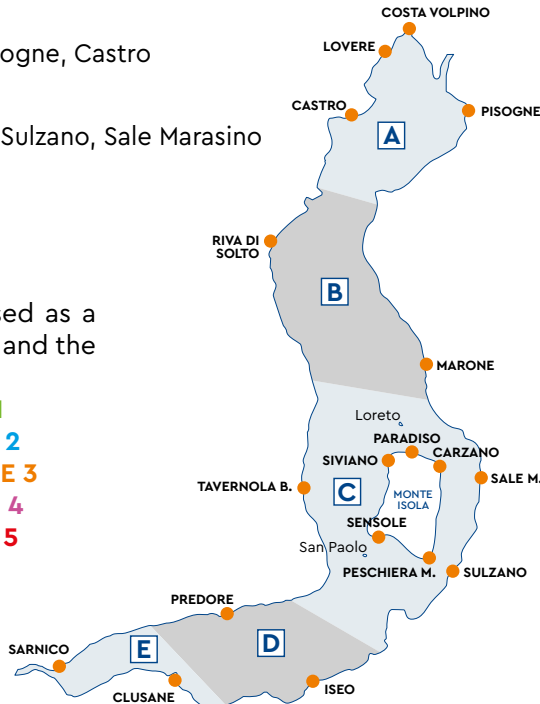 ogne, Castro
Sulzano, Sale Marasino
sed as a
and the
2
E 3
4
5
COSTA VOLPINO
LOVERE
CASTRO
PISOGNE
A
RIVA DI
SOLTO
B
MARONE
Loreto
PARADISO
CARZANO
SIVIANO
SALE M.
TAVERNOLA B.
C
MONTE
ISOLA
SENSOLE
San Paolo
PESCHIERA M.
SULZANO
PREDORE
D
SARNICO
E
ISEO
CLUSANE